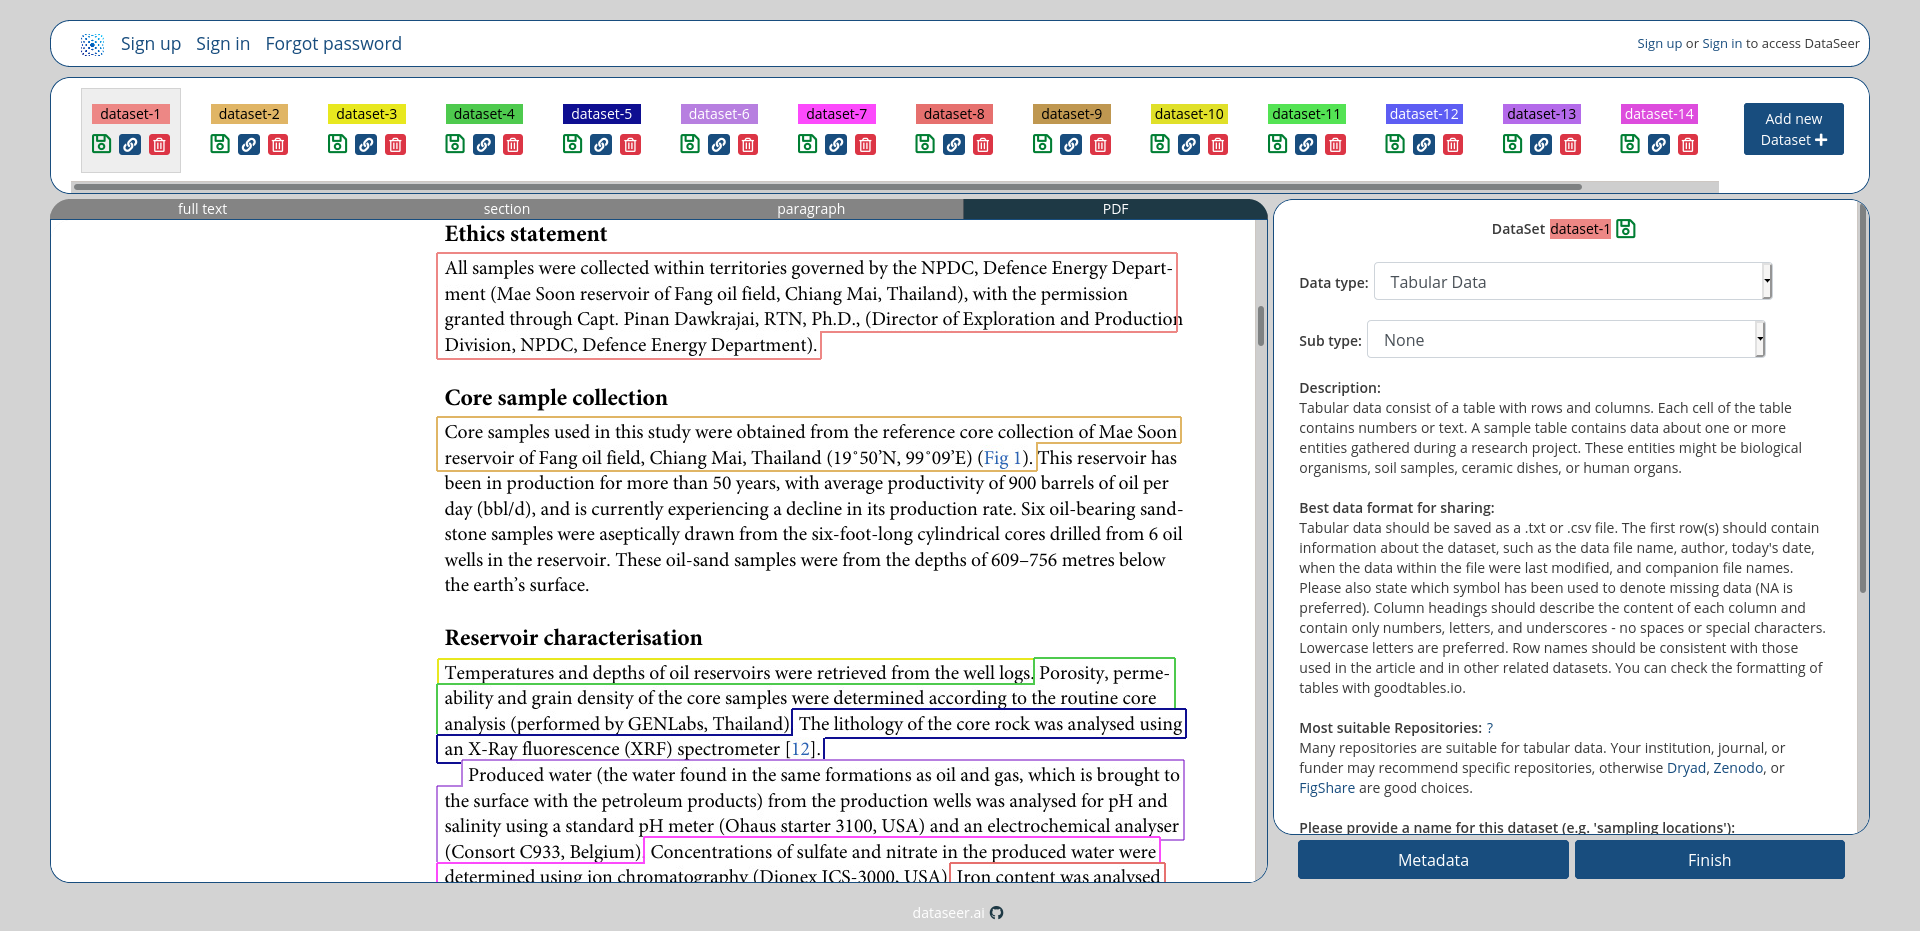 Sign up Sign in Forgot password
Sign up or Sign in to access DataSeer
dataset-1 dataset-2 dataset-3 dataset-4 dataset-5 dataset-6 dataset-7 dataset-8 dataset-9 dataset-10 dataset-11 dataset-12 dataset-13 dataset-14
Add new
Dataset +
full text section paragraph PDF
Ethics statement
All samples were collected within territories governed by the NPDC, Defence Energy Depart-
ment (Mae Soon reservoir of Fang oil field, Chiang Mai, Thailand), with the permission
granted through Capt. Pinan Dawkrajai, RTN, Ph.D., (Director of Exploration and Production
Division, NPDC, Defence Energy Department).
Core sample collection
Core samples used in this study were obtained from the reference core collection of Mae Soon
reservoir of Fang oil field, Chiang Mai, Thailand (19˚50’N, 99˚09’E) (Fig 1). This reservoir has
been in production for more than 50 years, with average productivity of 900 barrels of oil per
day (bbl/d), and is currently experiencing a decline in its production rate. Six oil-bearing sand-
stone samples were aseptically drawn from the six-foot-long cylindrical cores drilled from 6 oil
wells in the reservoir. These oil-sand samples were from the depths of 609–756 metres below
the earth’s surface.
Reservoir characterisation
Temperatures and depths of oil reservoirs were retrieved from the well logs. Porosity, perme-
ability and grain density of the core samples were determined according to the routine core
analysis (performed by GENLabs, Thailand) The lithology of the core rock was analysed using
an X-Ray fluorescence (XRF) spectrometer [12].
Produced water (the water found in the same formations as oil and gas, which is brought to
the surface with the petroleum products) from the production wells was analysed for pH and
salinity using a standard pH meter (Ohaus starter 3100, USA) and an electrochemical analyser
(Consort C933, Belgium) Concentrations of sulfate and nitrate in the produced water were
determined using ion chromatography (Dionex ICS-3000, USA) Iron content was analysed
DataSet dataset-1
Data type: Tabular Data
Sub type: None
Description:
Tabular data consist of a table with rows and columns. Each cell of the table
contains numbers or text. A sample table contains data about one or more
entities gathered during a research project. These entities might be biological
organisms, soil samples, ceramic dishes, or human organs.
Best data format for sharing:
Tabular data should be saved as a .txt or .csv file. The first row(s) should contain
information about the dataset, such as the data file name, author, today's date,
when the data within the file were last modified, and companion file names.
Please also state which symbol has been used to denote missing data (NA is
preferred). Column headings should describe the content of each column and
contain only numbers, letters, and underscores - no spaces or special characters.
Lowercase letters are preferred. Row names should be consistent with those
used in the article and in other related datasets. You can check the formatting of
tables with goodtables.io.
Most suitable Repositories: ?
Many repositories are suitable for tabular data. Your institution, journal, or
funder may recommend specific repositories, otherwise Dryad, Zenodo, or
FigShare are good choices.
Please provide a name for this dataset (e.g. 'sampling locations'):
Metadata Finish
dataseer.ai